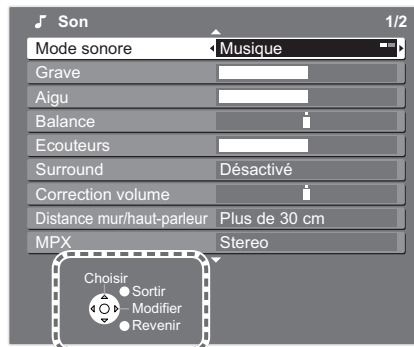 Son 1/2
Mode sonore Musique
Grave
Aigu
Balance
Ecouteurs
Surround Désactivé
Correction volume
Distance mur/haut-parleur Plus de 30 cm
MPX Stereo
Choisir
Sortir
Modifier
Revenir